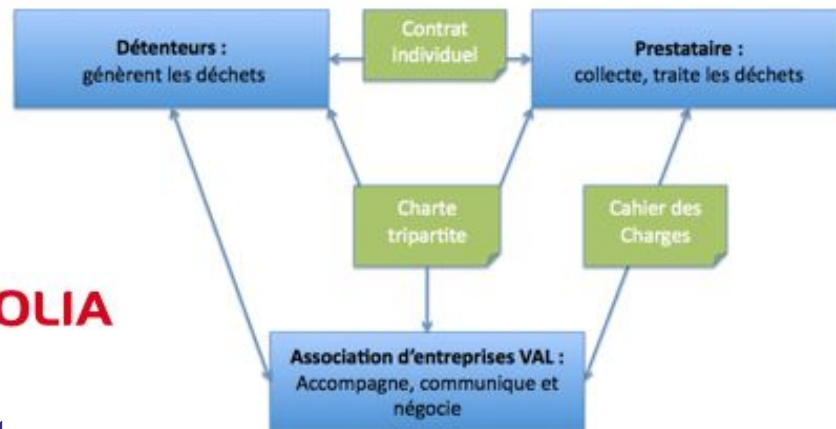 Détenteurs :
génèrent les déchets
Contrat
individuel
Prestataire :
collecte, traite les déchets
Charte
tripartite
Cahier des
Charges
OLIA
Association d'entreprises VAL :
Accompagne, communique et
négocie